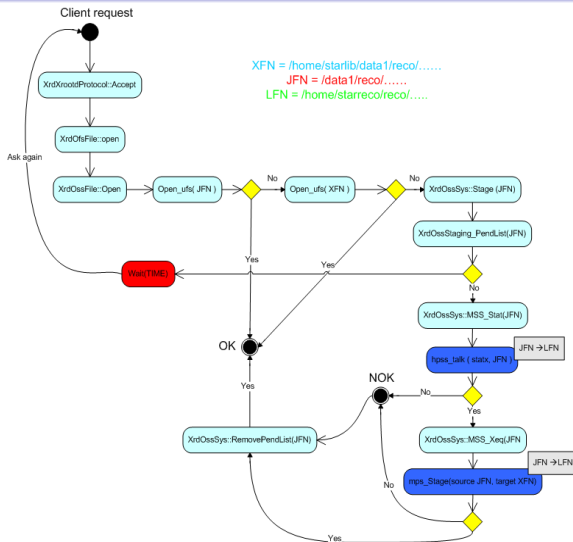 Client request
XFN = /home/starlib/data1/reco/……
JFN = /data1/reco/……
LFN = /home/starreco/reco/…..
XrdXrootdProtocol::Accept
XrdOfsFile::open
Ask again
XrdOssFile::Open
Open_ufs( JFN )
No
Open_ufs( XFN )
No
XrdOssSys::Stage (JFN)
XrdOssStaging_PendList(JFN)
Yes
Yes
Wait(TIME)
No
XrdOssSys::MSS_Stat(JFN)
OK
JFN →LFN
hpss_talk ( statx, JFN )
NOK
Yes
No
Yes
XrdOssSys::RemovePendList(JFN)
XrdOssSys::MSS_Xeq(JFN
JFN →LFN
mps_Stage(source JFN, target XFN)
No
Yes